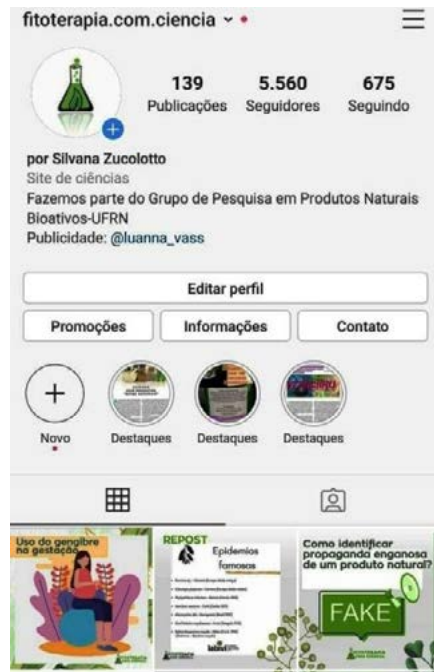 fitoterapia.com.ciencia
139 5.560 675
Publicações Seguidores Seguindo
por Silvana Zucolotto
Site de ciências
Fazemos parte do Grupo de Pesquisa em Produtos Naturais
Bioativos-UFRN
Publicidade: @luanna_vass
Editar perfil
Promoções Informações Contato
Novo Destaques Destaques Destaques
Uso do gengibre
na gestação
REPOST
Epidemias
famosas
Como identificar
propaganda enganosa
de um produto natural?
FAKE